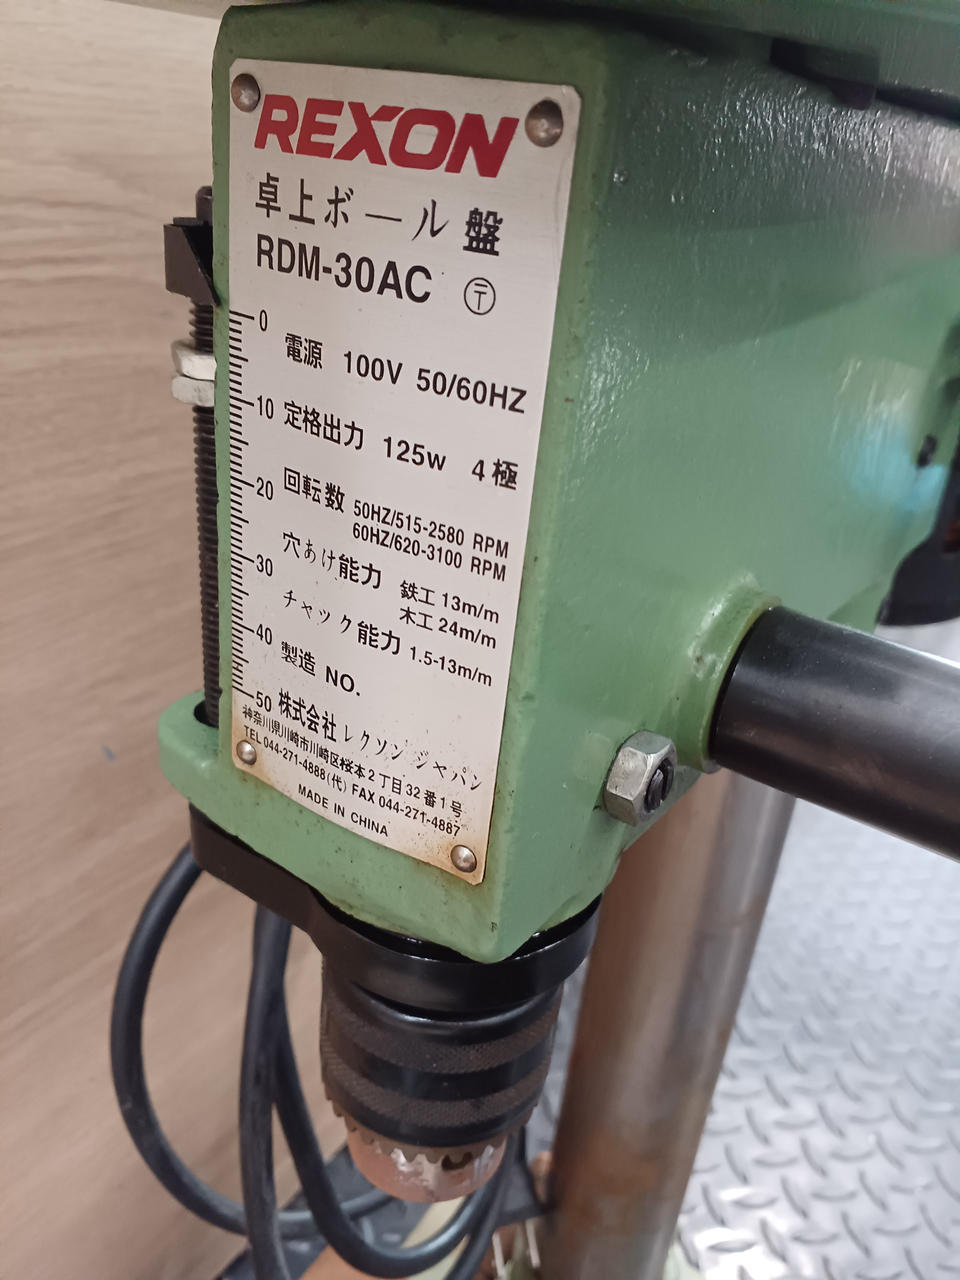 REXON
卓上ボール盤
RDM-30AC 〒
0
電源 100V 50/60HZ
10 定格出力 125w 4極
20 回転数 50HZ/515-2580 RPM
60HZ/620-3100 RPM
30 穴あけ能力 鉄工 13m/m
木工 24m/m
40 チャック能力 1.5-13m/m
製造 NO.
50 株式会社レクソンジャパン
神奈川県川崎市川崎区桜本2丁目32番1号
TEL 044-271-4888(代) FAX 044-271-4887
MADE IN CHINA